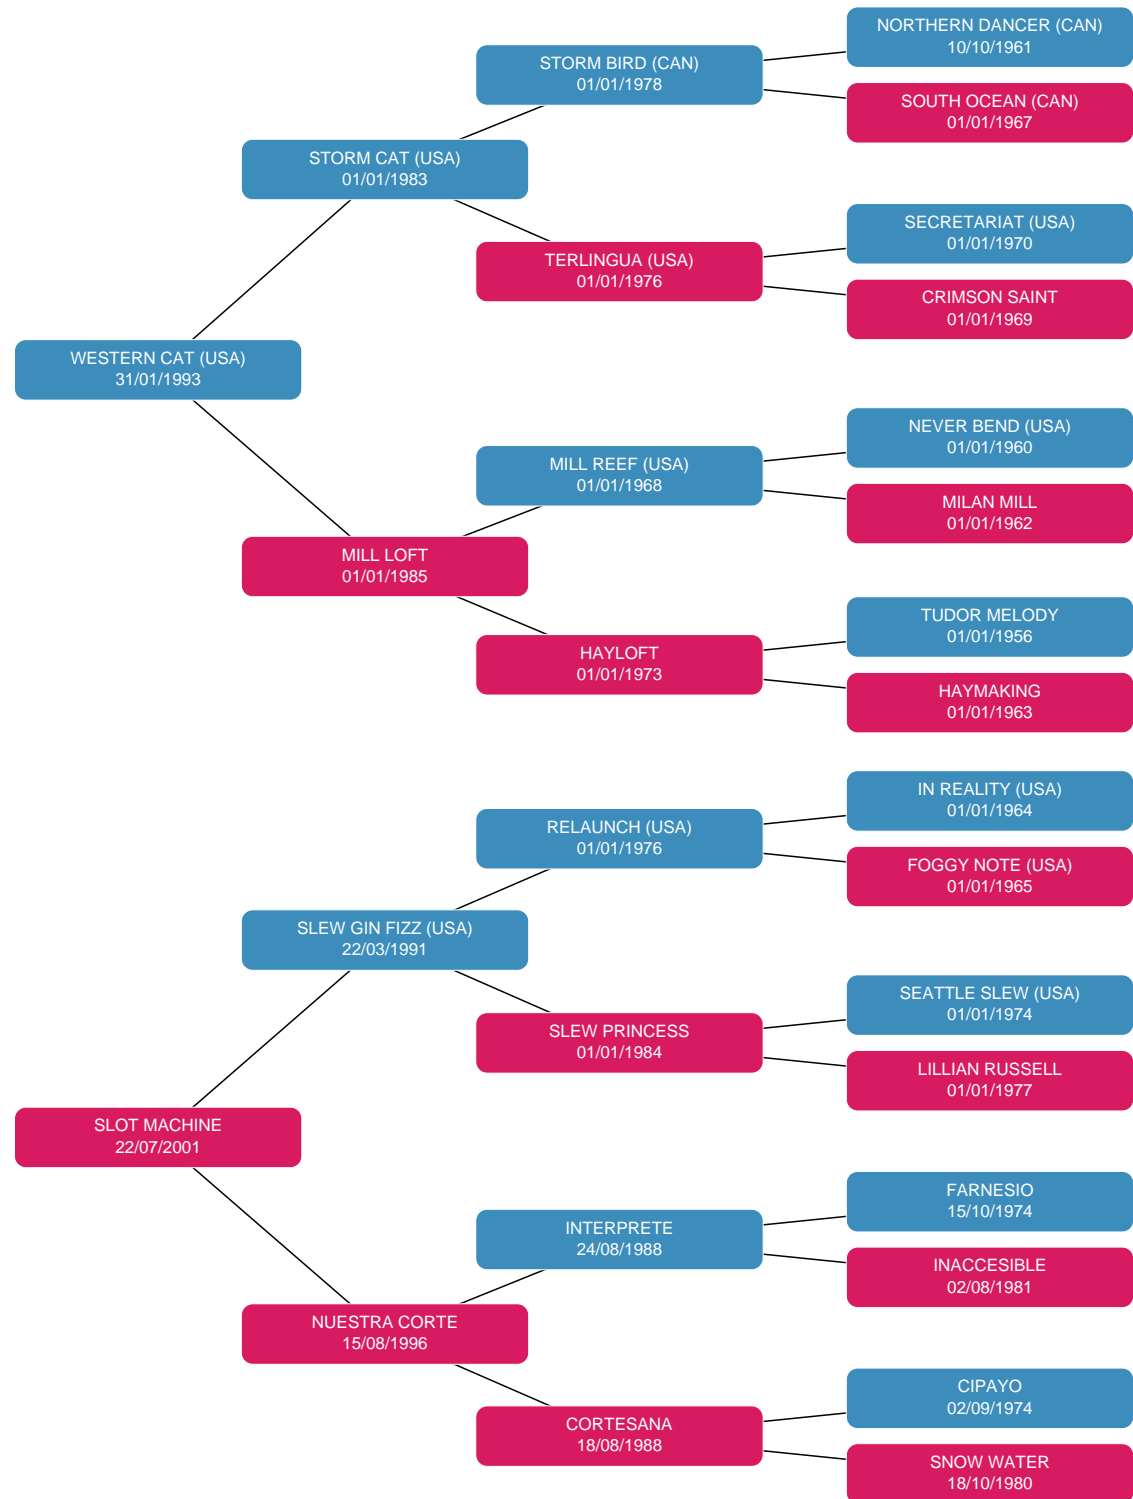 NORTHERN DANCER (CAN)
10/10/1961
STORM BIRD (CAN)
01/01/1978
SOUTH OCEAN (CAN)
01/01/1967
STORM CAT (USA)
01/01/1983
SECRETARIAT (USA)
01/01/1970
TERLINGUA (USA)
01/01/1976
CRIMSON SAINT
01/01/1969
WESTERN CAT (USA)
31/01/1993
NEVER BEND (USA)
01/01/1960
MILL REEF (USA)
01/01/1968
MILAN MILL
01/01/1962
MILL LOFT
01/01/1985
TUDOR MELODY
01/01/1956
HAYLOFT
01/01/1973
HAYMAKING
01/01/1963
IN REALITY (USA)
01/01/1964
RELAUNCH (USA)
01/01/1976
FOGGY NOTE (USA)
01/01/1965
SLEW GIN FIZZ (USA)
22/03/1991
SEATTLE SLEW (USA)
01/01/1974
SLEW PRINCESS
01/01/1984
LILLIAN RUSSELL
01/01/1977
SLOT MACHINE
22/07/2001
FARNESIO
15/10/1974
INTERPRETE
24/08/1988
INACCESIBLE
02/08/1981
NUESTRA CORTE
15/08/1996
CIPAYO
02/09/1974
CORTESANA
18/08/1988
SNOW WATER
18/10/1980